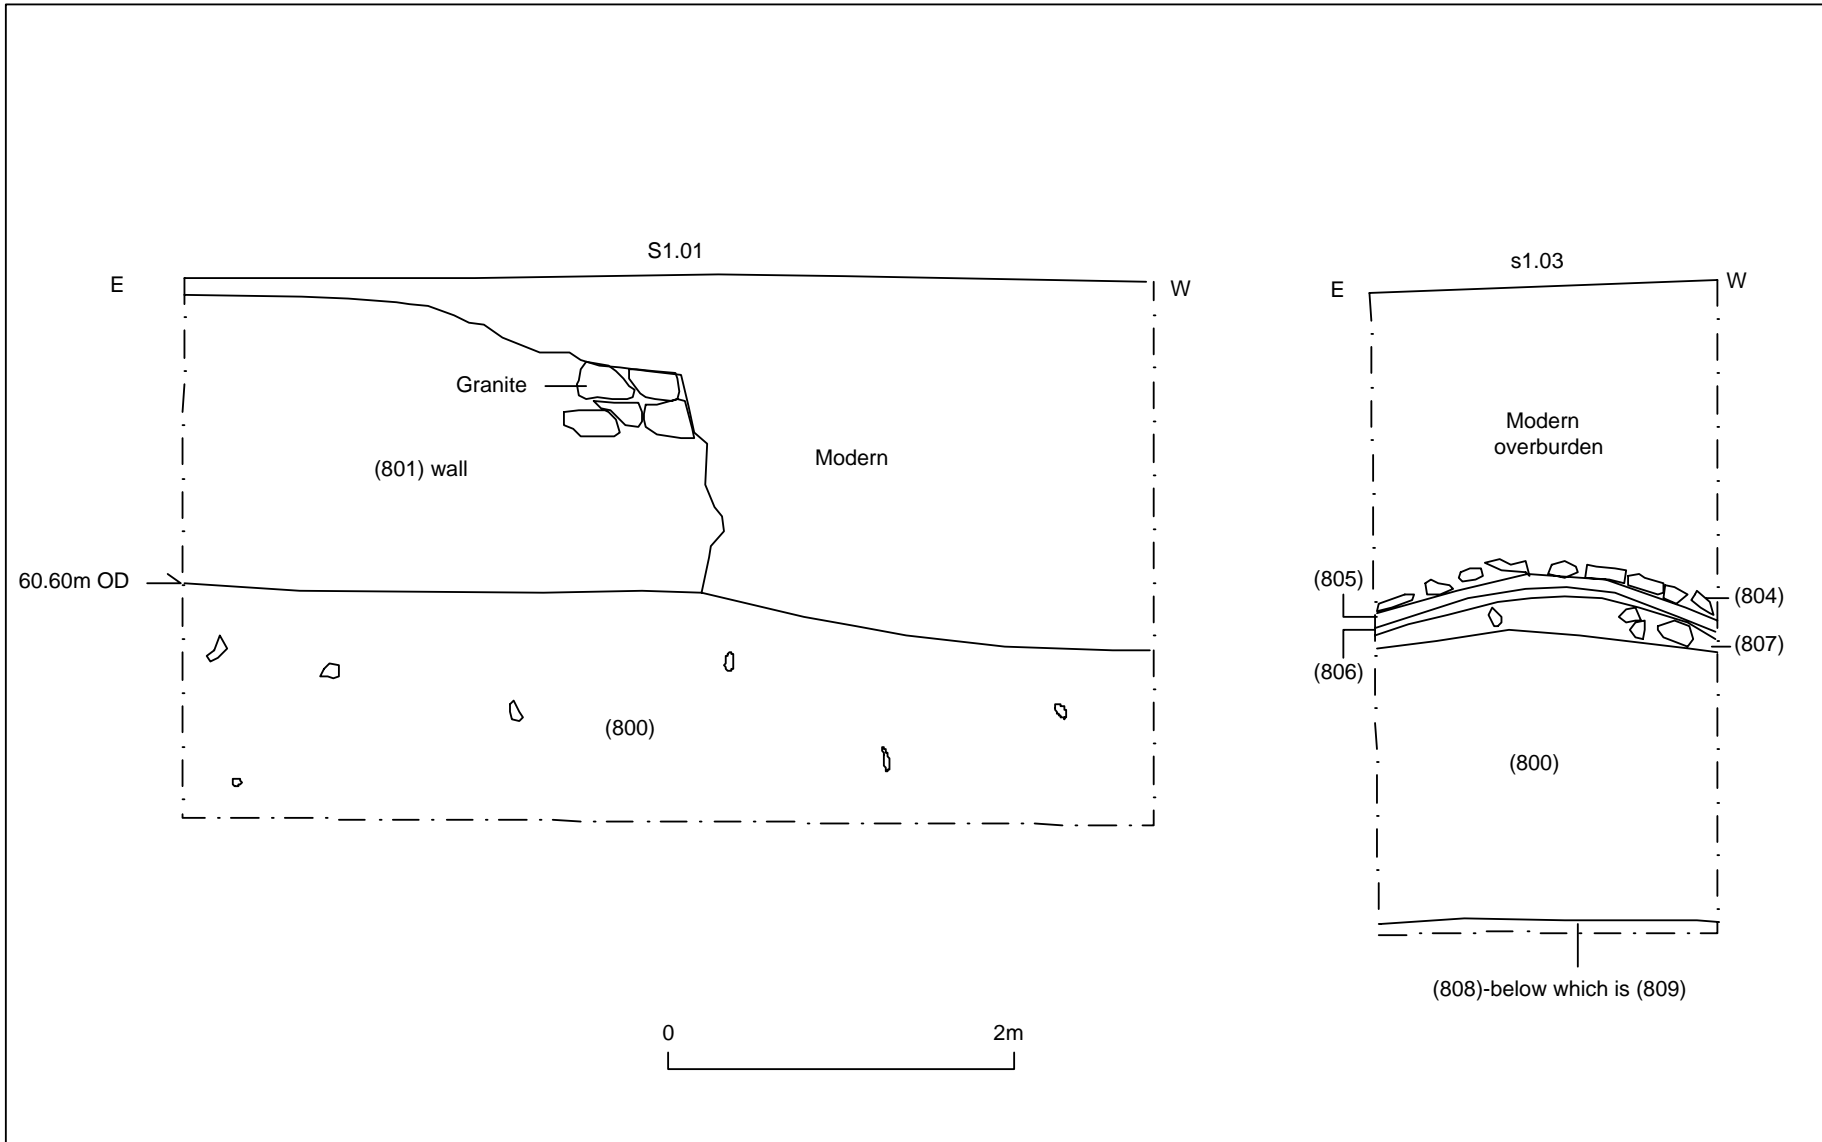 S1.01
E
W
Granite
(801) wall
Modern
60.60m OD
(800)
s1.03
E
W
Modern
overburden
(805)
(804)
(807)
(806)
(800)
(808)-below which is (809)
0
2m